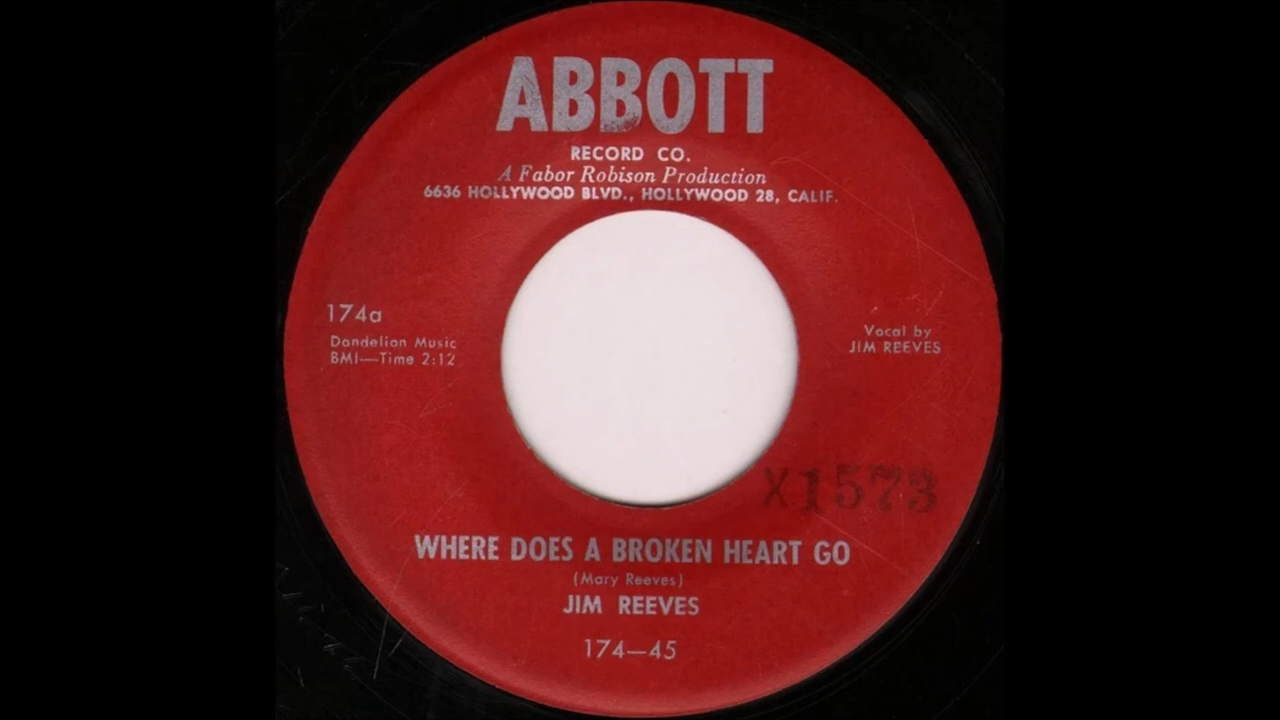 ABBOTT
RECORD CO.
A Fabor Robison Production
6636 HOLLYWOOD BLVD., HOLLYWOOD 28, CALIF.
174a
Dandelion Music
BMI—Time 2:12
Vocal by
JIM REEVES
X1573
WHERE DOES A BROKEN HEART GO
(Mary Reeves)
JIM REEVES
174—45